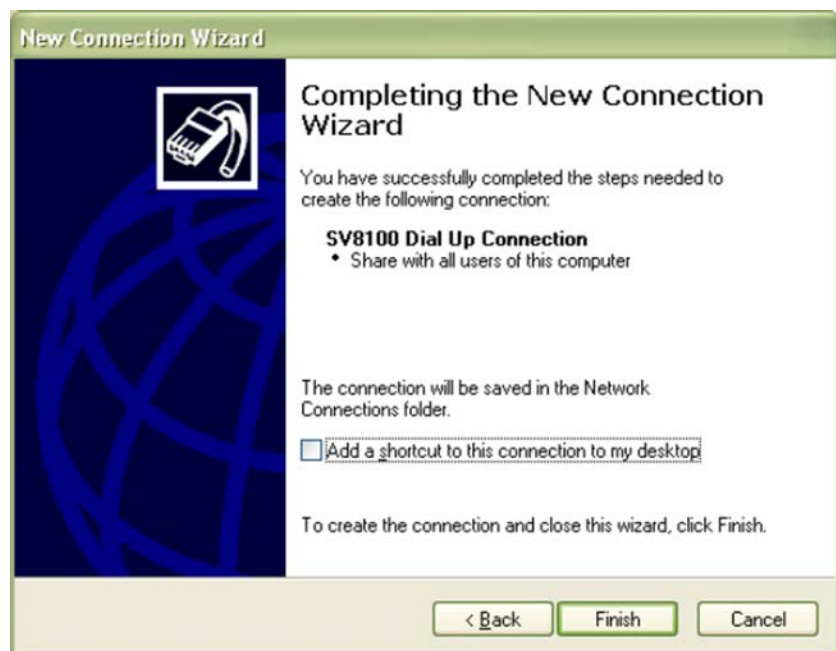 New Connection Wizard
Completing the New Connection
Wizard
You have successfully completed the steps needed to
create the following connection:
SV8100 Dial Up Connection
• Share with all users of this computer
The connection will be saved in the Network
Connections folder.
Add a shortcut to this connection to my desktop
To create the connection and close this wizard, click Finish.
< Back Finish Cancel